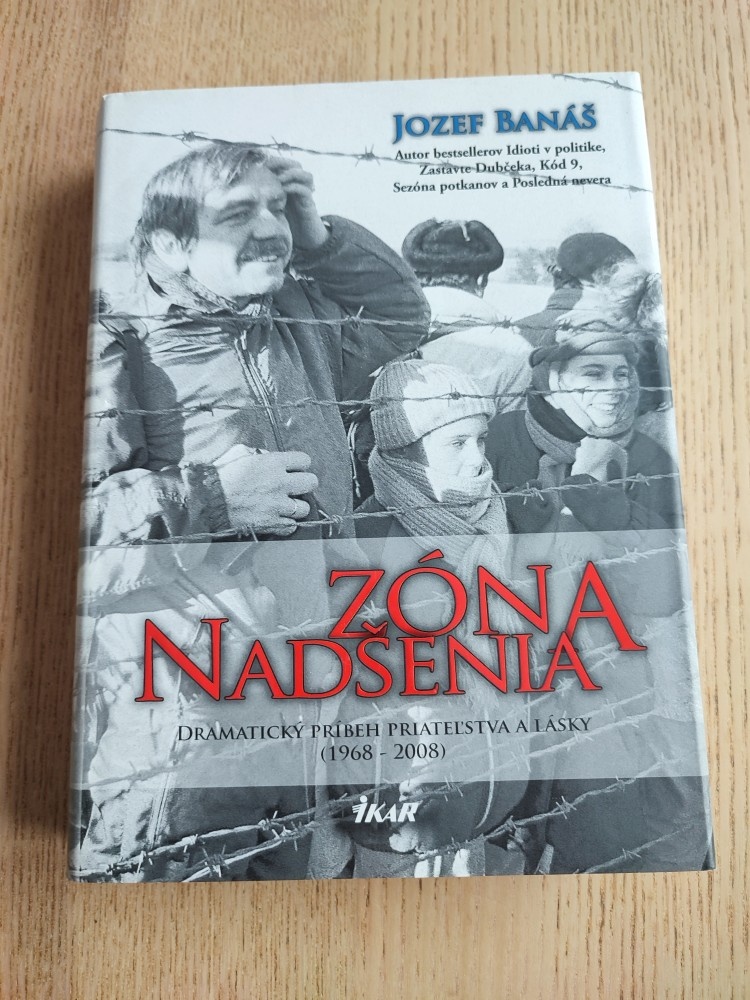 JOZEF BANÁŠ
Autor bestsellerov Idioti v politike,
Zastavte Dubčeka, Kód 9,
Sezóna potkanov a Posledná nevera
ZÓNA
NADŠENIA
DRAMATICKÝ PRÍBEH PRIATEĽSTVA A LÁSKY
(1968 - 2008)
IKAR